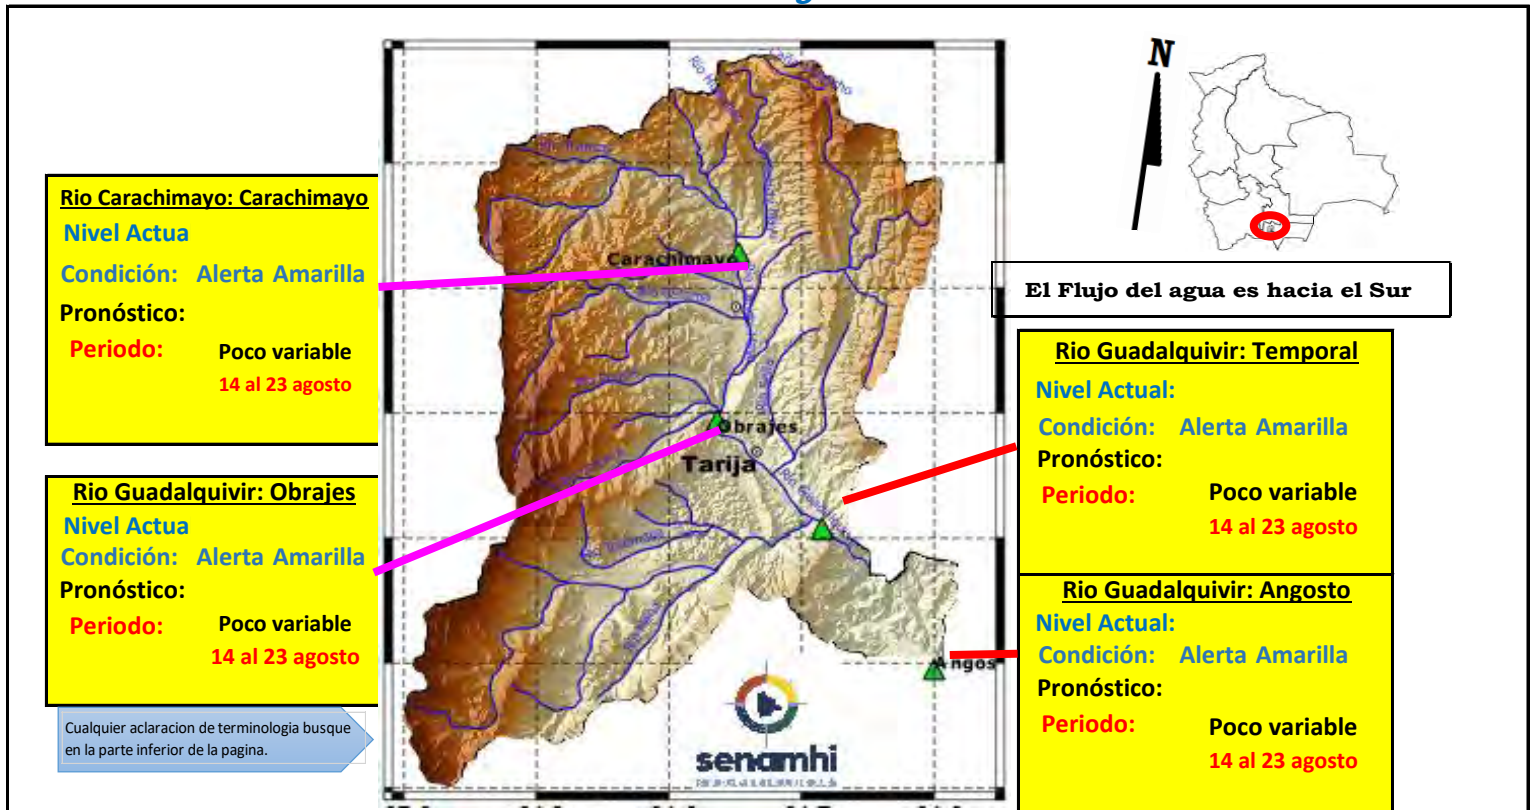 N
El Flujo del agua es hacia el Sur
Rio Carachimayo: Carachimayo
Nivel Actua
Condición: Alerta Amarilla
Pronóstico:
Periodo: Poco variable
14 al 23 agosto
Rio Guadalquivir: Obrajes
Nivel Actua
Condición: Alerta Amarilla
Pronóstico:
Periodo: Poco variable
14 al 23 agosto
Cualquier aclaracion de terminologia busque
en la parte inferior de la pagina.
Carachimayo
Obrajes
Tarija
Angos
senamhi
Rio Guadalquivir: Temporal
Nivel Actual:
Condición: Alerta Amarilla
Pronóstico:
Periodo: Poco variable
14 al 23 agosto
Rio Guadalquivir: Angosto
Nivel Actual:
Condición: Alerta Amarilla
Pronóstico:
Periodo: Poco variable
14 al 23 agosto